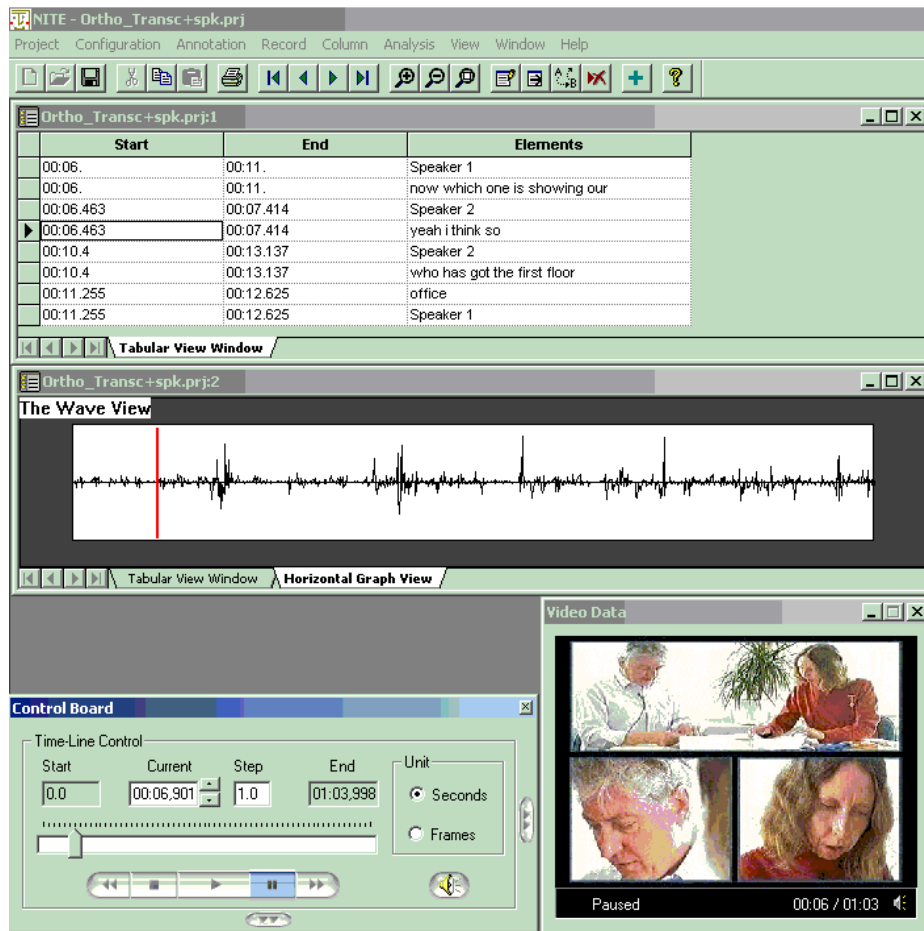 NITE - Ortho_Transc+spk.prj
Project Configuration Annotation Record Column Analysis View Window Help
Ortho_Transc+spk.prj:1
Start End Elements
00:06. 00:11. Speaker 1
00:06. 00:11. now which one is showing our
00:06.463 00:07.414 Speaker 2
00:06.463 00:07.414 yeah i think so
00:10.4 00:13.137 Speaker 2
00:10.4 00:13.137 who has got the first floor
00:11.255 00:12.625 office
00:11.255 00:12.625 Speaker 1
Tabular View Window
Ortho_Transc+spk.prj:2
The Wave View
Tabular View Window Horizontal Graph View
Video Data
Control Board
Time-Line Control
Start Current Step End Unit
0.0 00:06,901 1.0 01:03,998 Seconds
Frames
Paused 00:06 / 01:03